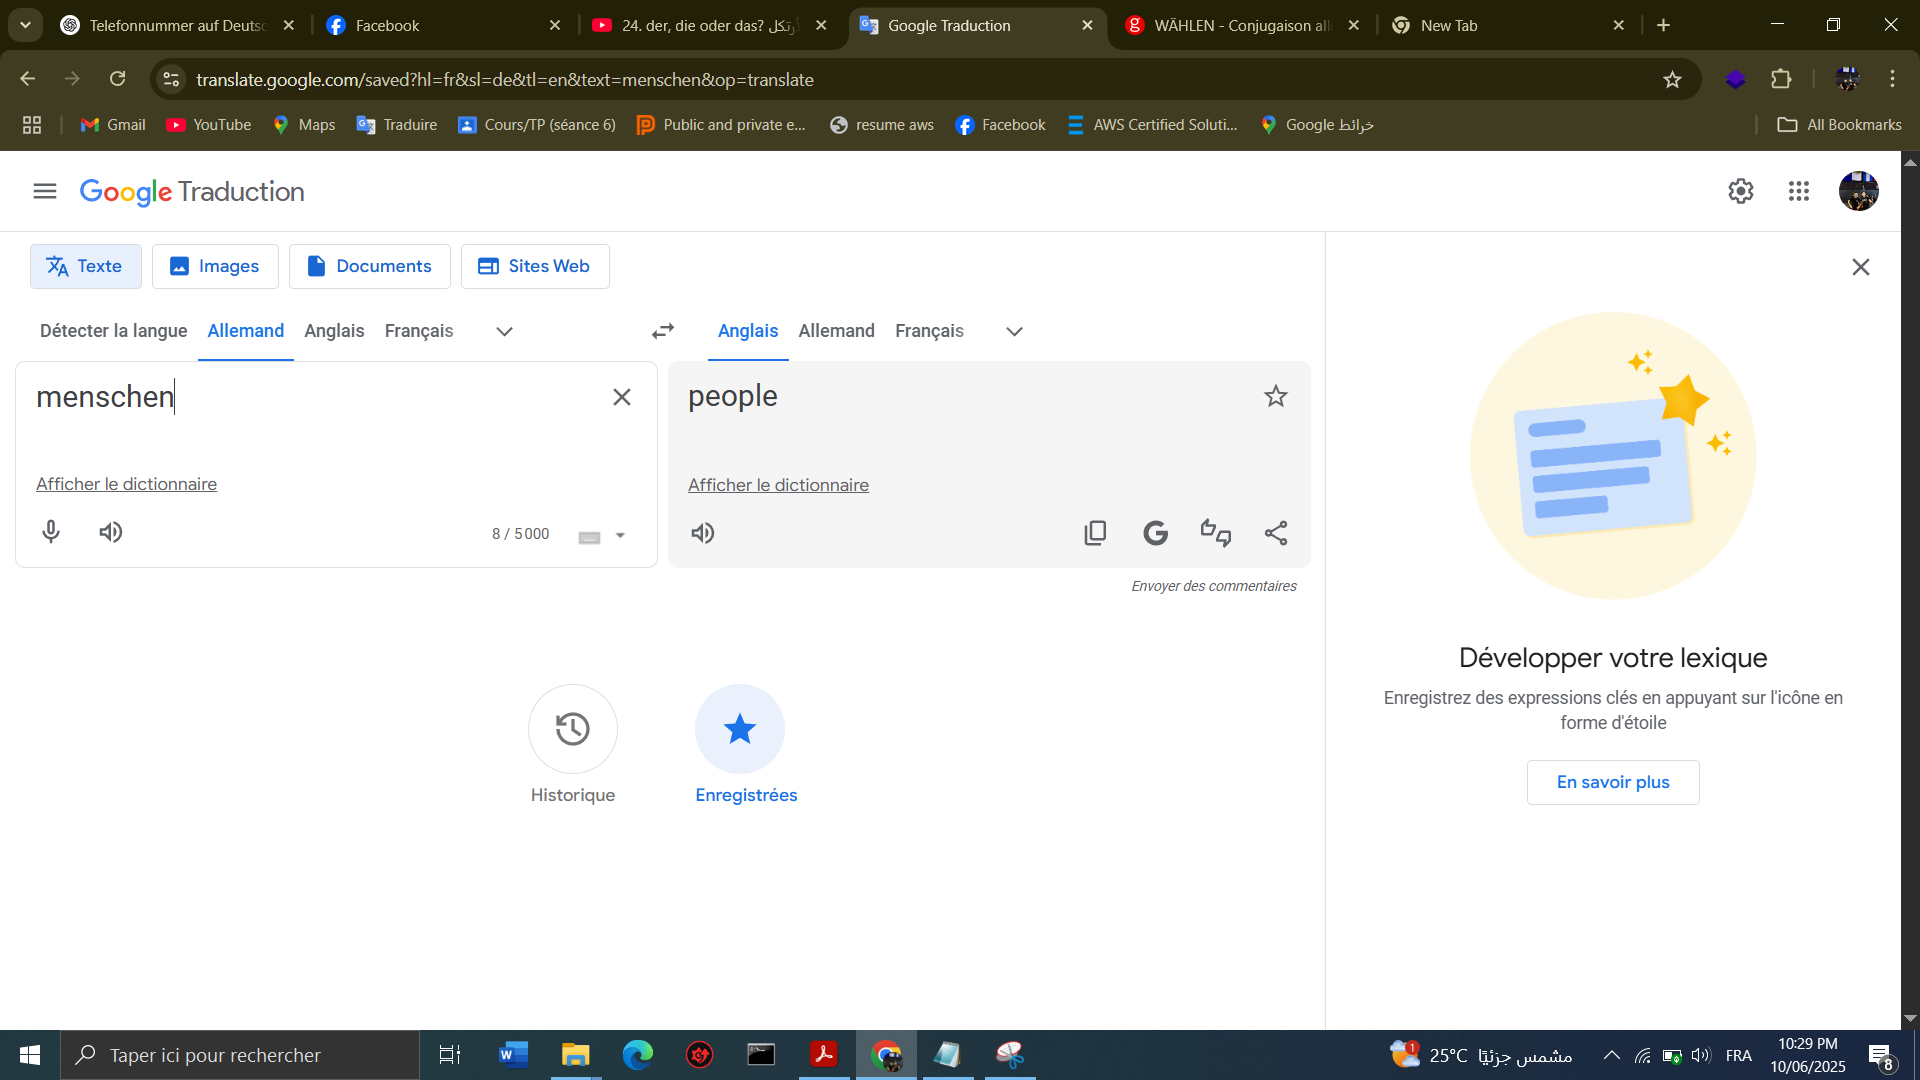 Telefonnummer auf Deutsc
Facebook
24. der, die oder das?
Google Traduction
WÄHLEN - Conjugaison all
New Tab
translate.google.com/saved?hl=fr&sl=de&tl=en&text=menschen&op=translate
Gmail
YouTube
Maps
Traduire
Cours/TP (séance 6)
Public and private e...
resume aws
Facebook
AWS Certified Soluti...
خرائط Google
All Bookmarks
Google Traduction
Texte
Images
Documents
Sites Web
Détecter la langue
Allemand
Anglais
Français
Anglais
Allemand
Français
menschen
people
Afficher le dictionnaire
Afficher le dictionnaire
8 / 5 000
Envoyer des commentaires
Historique
Enregistrées
Développer votre lexique
Enregistrez des expressions clés en appuyant sur l'icône en
forme d'étoile
En savoir plus
Taper ici pour rechercher
1
25°C مشمس جزئيًا
FRA
10:29 PM
10/06/2025
8